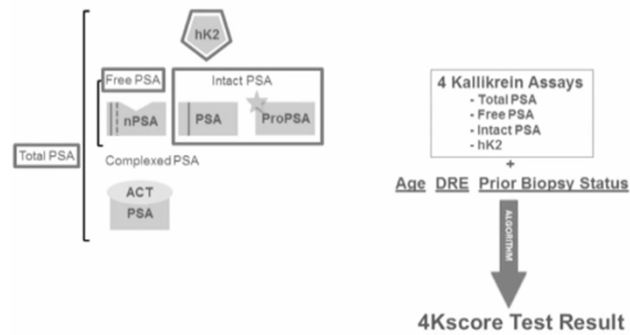 hK2
Free PSA
Intact PSA
nPSA
PSA
ProPSA
Total PSA
Complexed PSA
ACT
PSA
4 Kallikrein Assays
- Total PSA
- Free PSA
- Intact PSA
- hK2
+
Age DRE Prior Biopsy Status
ALGORITHM
4Kscore Test Result